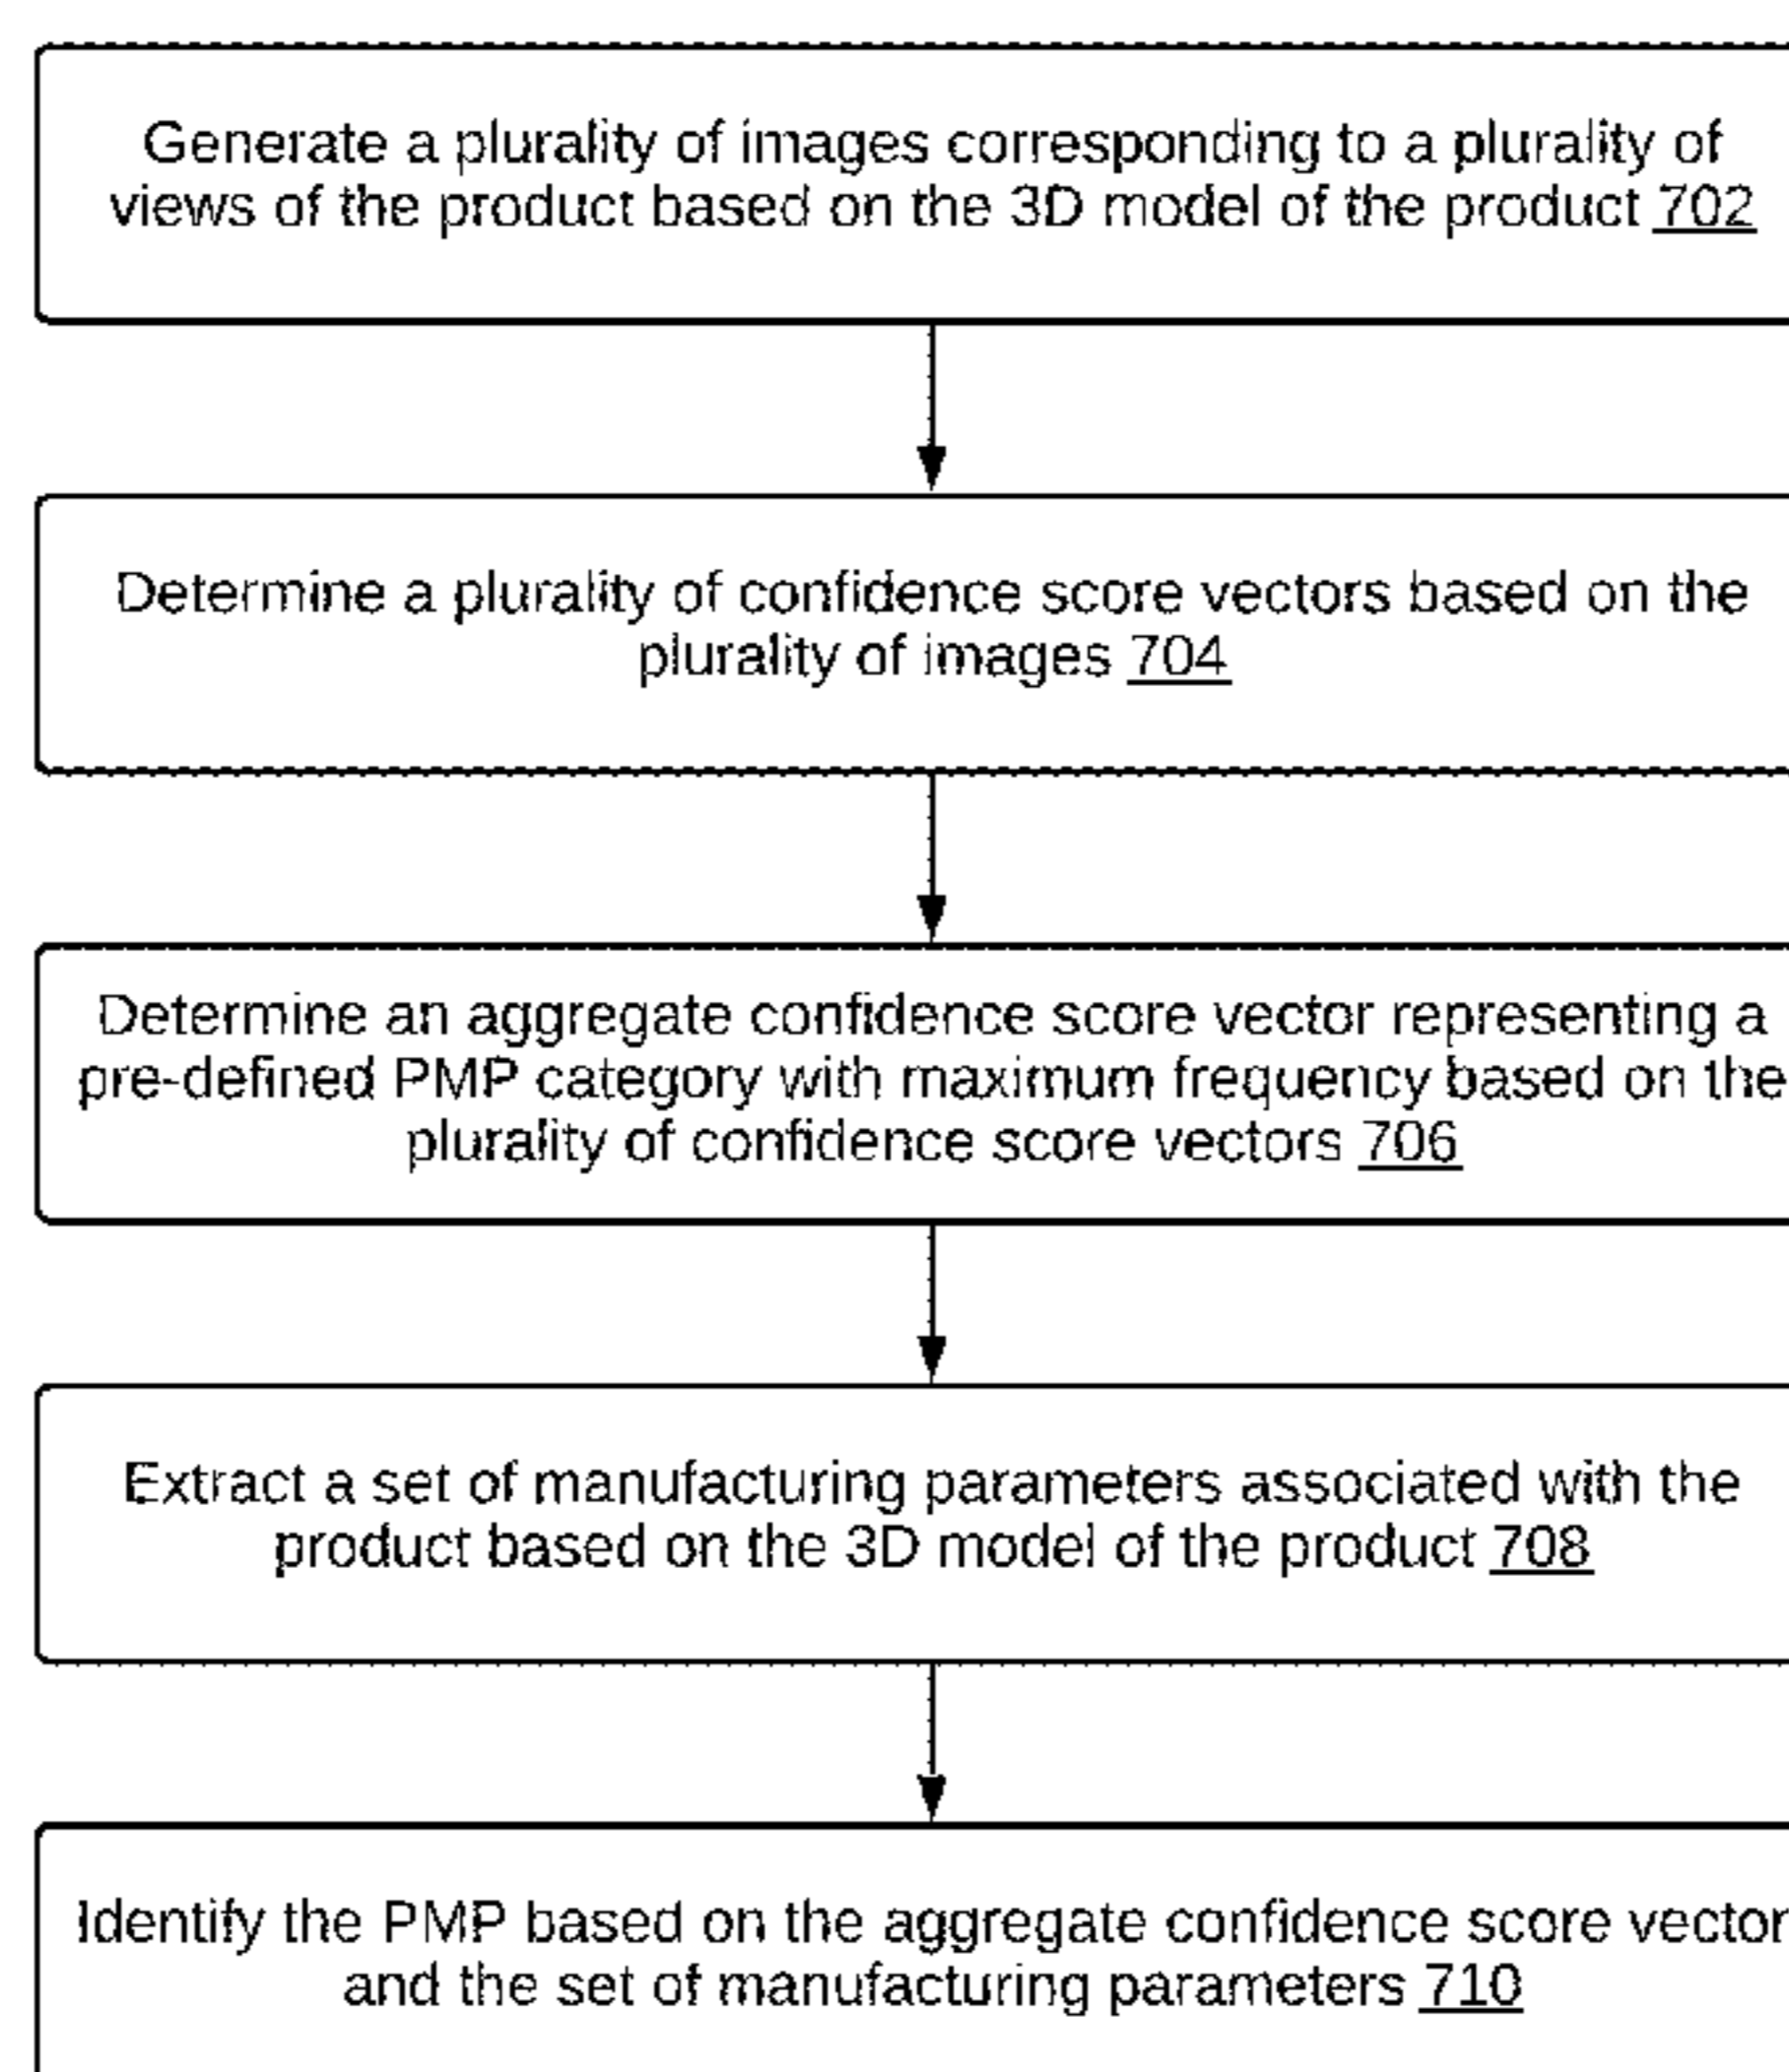 Generate a plurality of images corresponding to a plurality of
views of the product based on the 3D model of the product 702
Determine a plurality of confidence score vectors based on the
plurality of images 704
Determine an aggregate confidence score vector representing a
pre-defined PMP category with maximum frequency based on the
plurality of confidence score vectors 706
Extract a set of manufacturing parameters associated with the
product based on the 3D model of the product 708
Identify the PMP based on the aggregate confidence score vector
and the set of manufacturing parameters 710